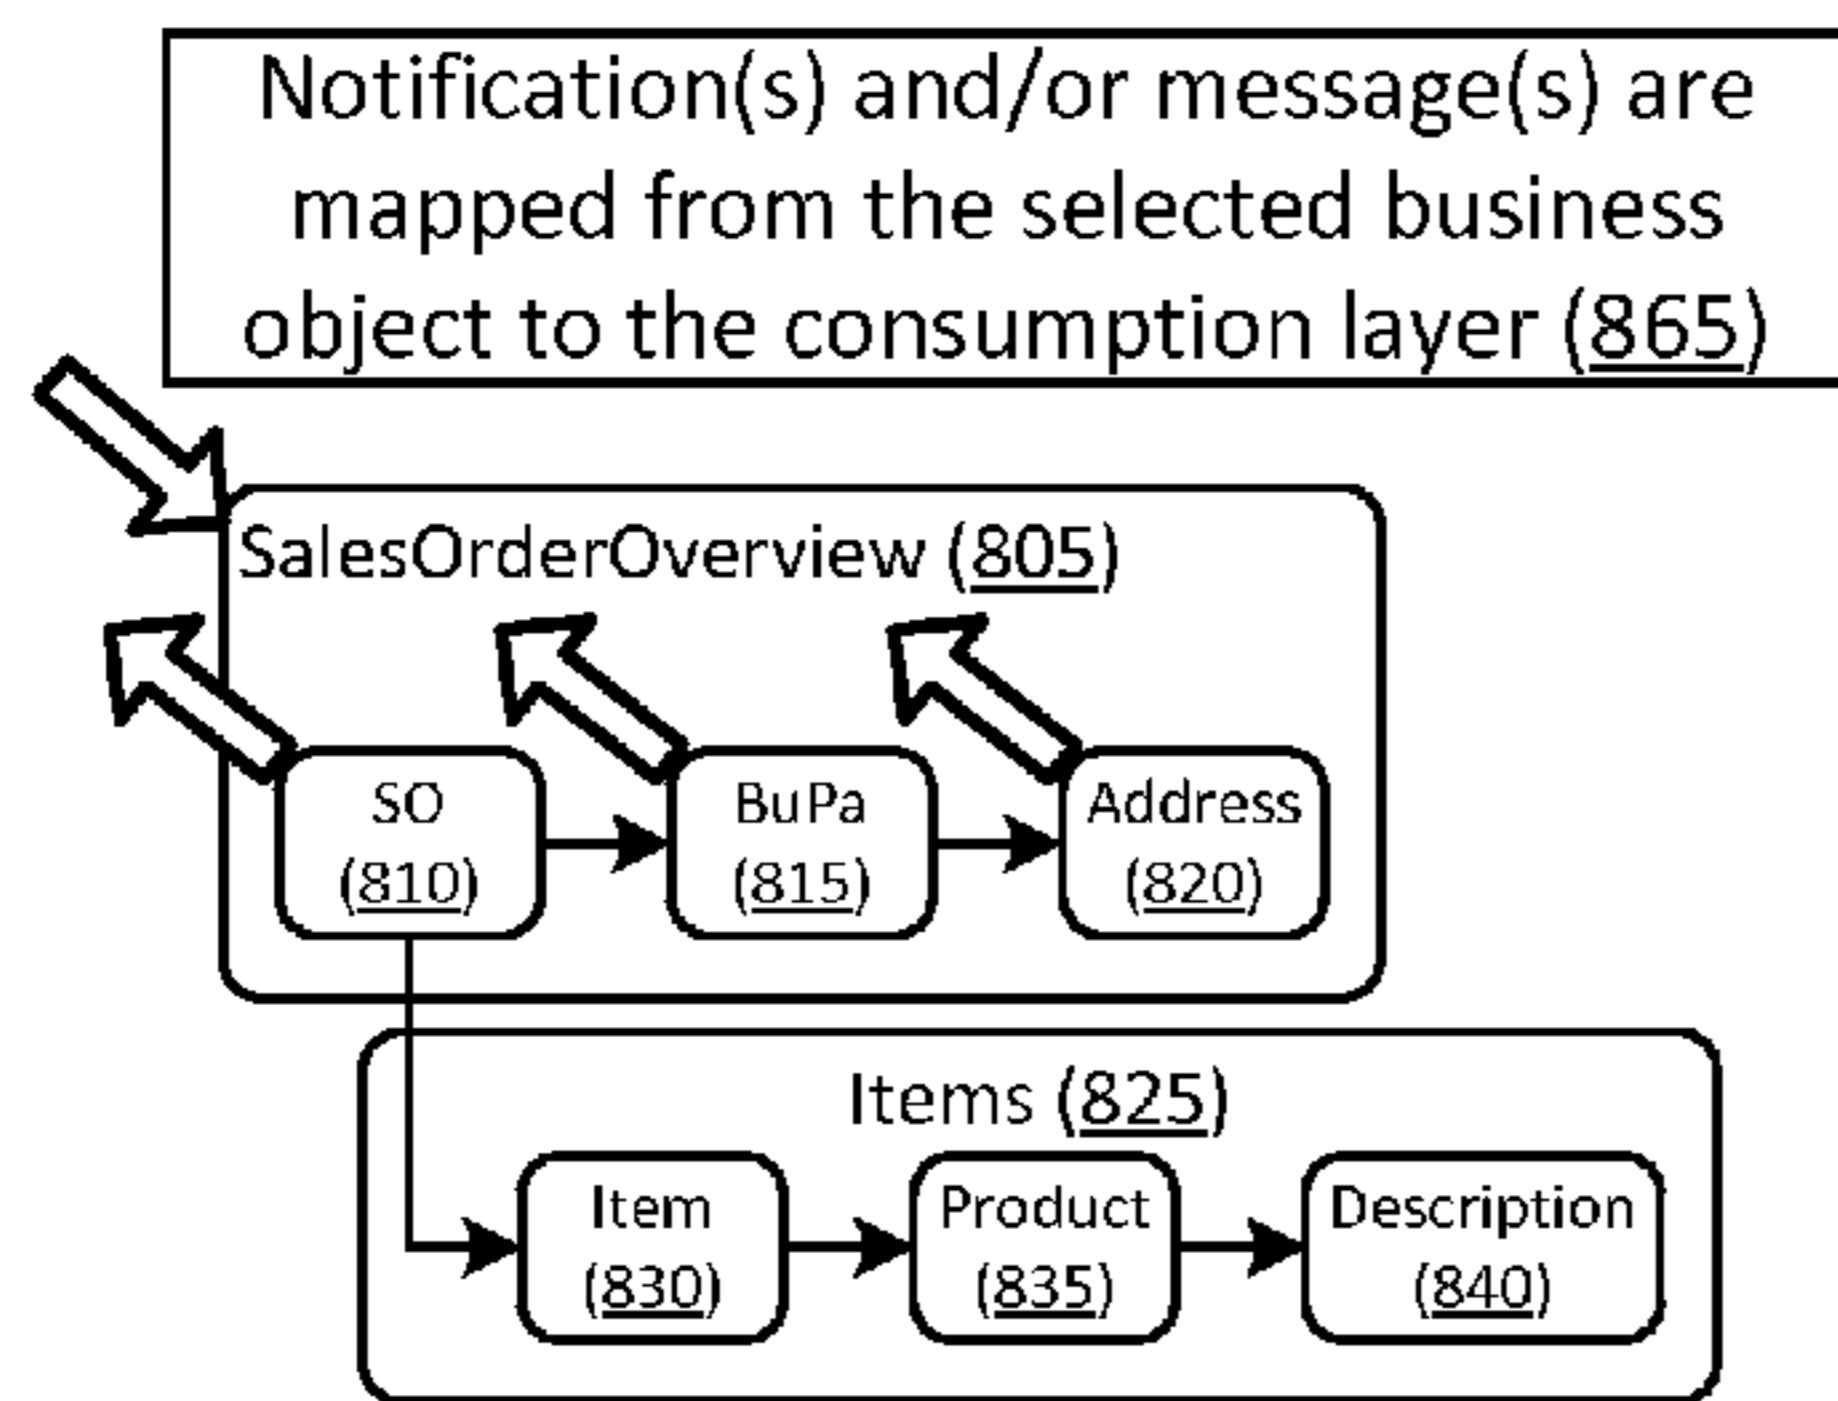 Notification(s) and/or message(s) are
mapped from the selected business
object to the consumption layer (865)
SalesOrderOverview (805)
SO
(810)
BuPa
(815)
Address
(820)
Items (825)
Item
(830)
Product
(835)
Description
(840)